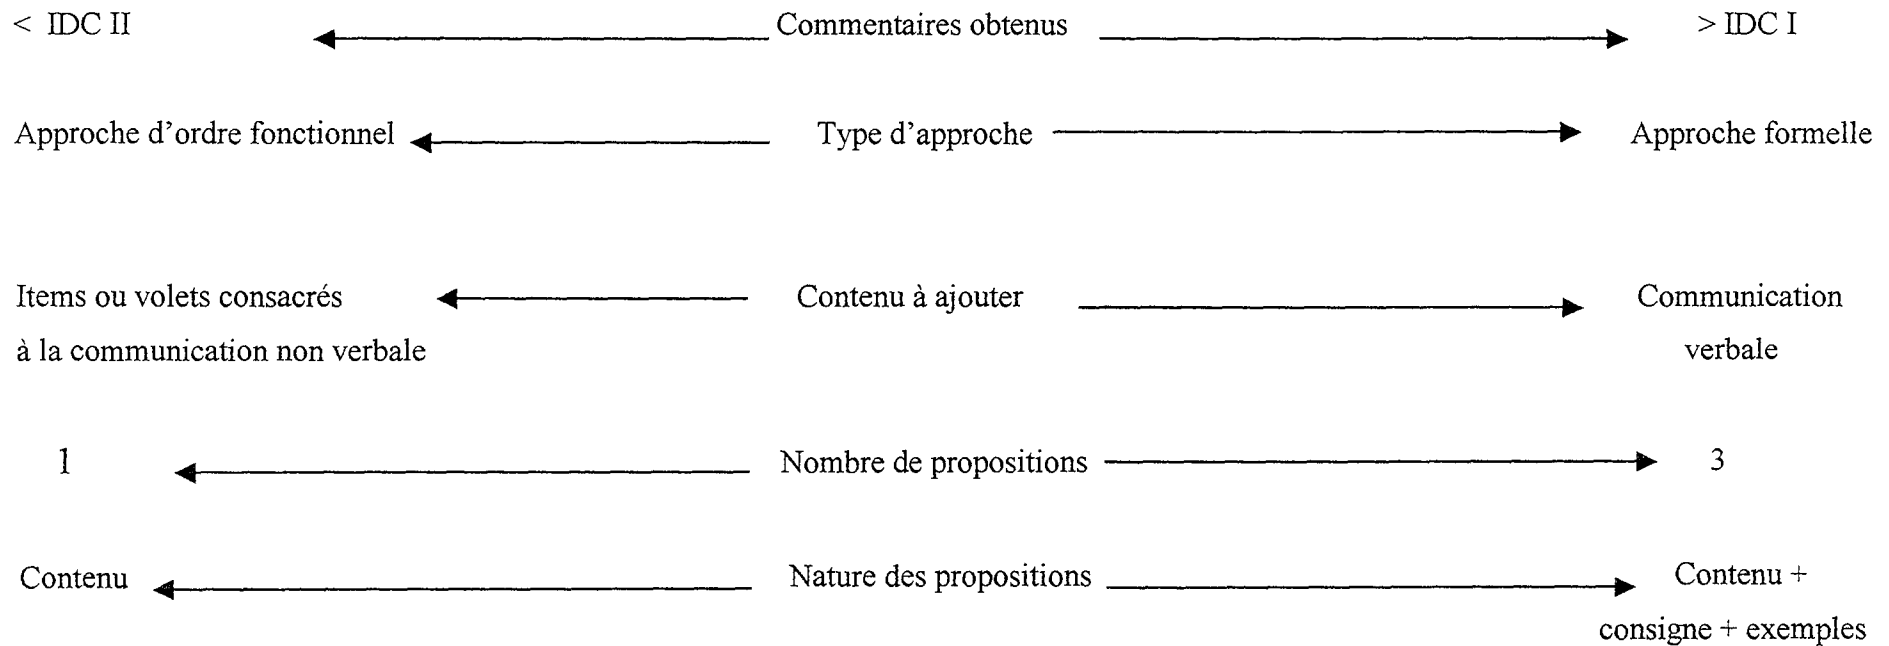 < IDC II Commentaires obtenus > IDC I
Approche d'ordre fonctionnel Type d'approche Approche formelle
Items ou volets consacrés Contenu à ajouter Communication
à la communication non verbale verbale
1 Nombre de propositions 3
Contenu Nature des propositions Contenu +
consigne + exemples